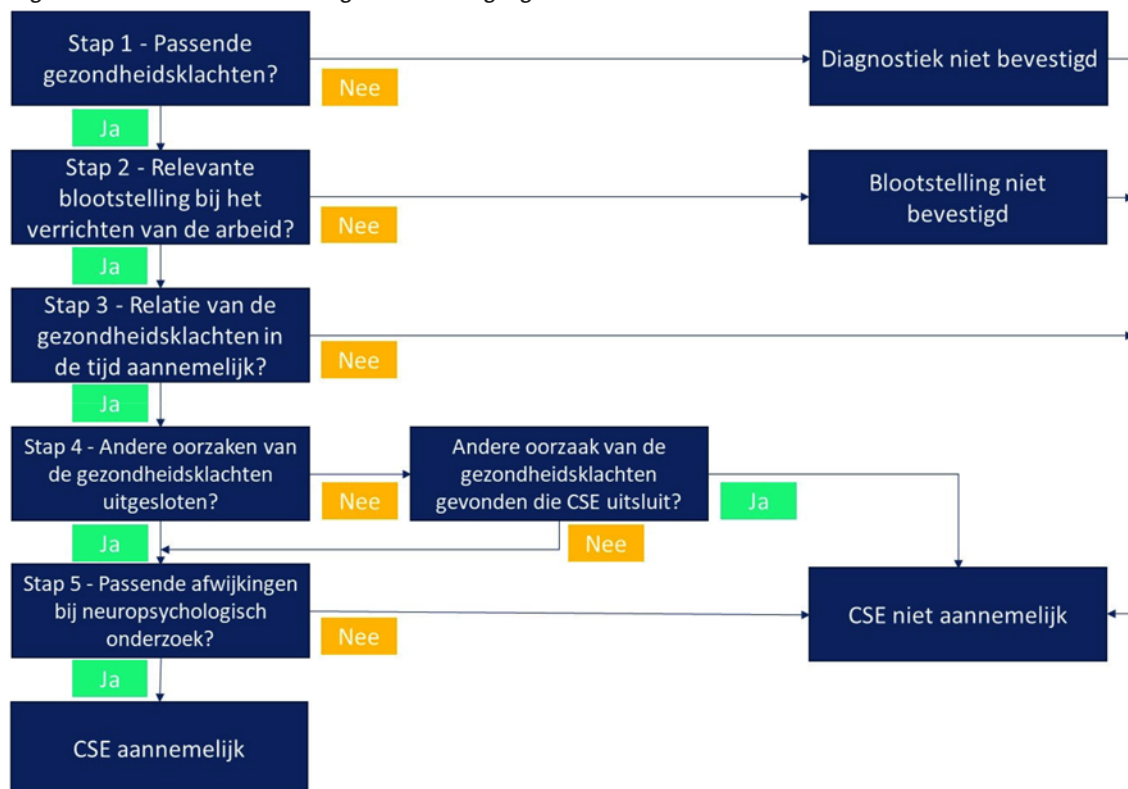 Stap 1 - Passende
gezondheidsklachten?
Nee
Diagnostiek niet bevestigd
Ja
Stap 2 - Relevante
blootstelling bij het
verrichten van de arbeid?
Nee
Blootstelling niet
bevestigd
Ja
Stap 3 - Relatie van de
gezondheidsklachten in
de tijd aannemelijk?
Nee
Ja
Stap 4 - Andere oorzaken van
de gezondheidsklachten
uitgesloten?
Nee
Andere oorzaak van de
gezondheidsklachten
gevonden die CSE uitsluit?
Ja
Nee
Ja
Stap 5 - Passende afwijkingen
bij neuropsychologisch
onderzoek?
Nee
CSE niet aannemelijk
Ja
CSE aannemelijk